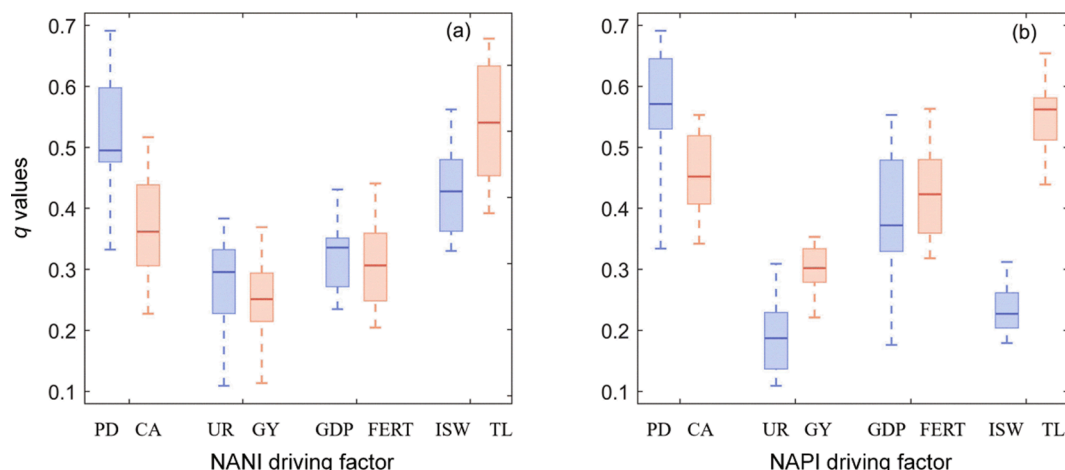 (a)
q values
0.7
0.6
0.5
0.4
0.3
0.2
0.1
PD CA UR GY GDP FERT ISW TL
NANI driving factor
(b)
0.7
0.6
0.5
0.4
0.3
0.2
0.1
PD CA UR GY GDP FERT ISW TL
NAPI driving factor